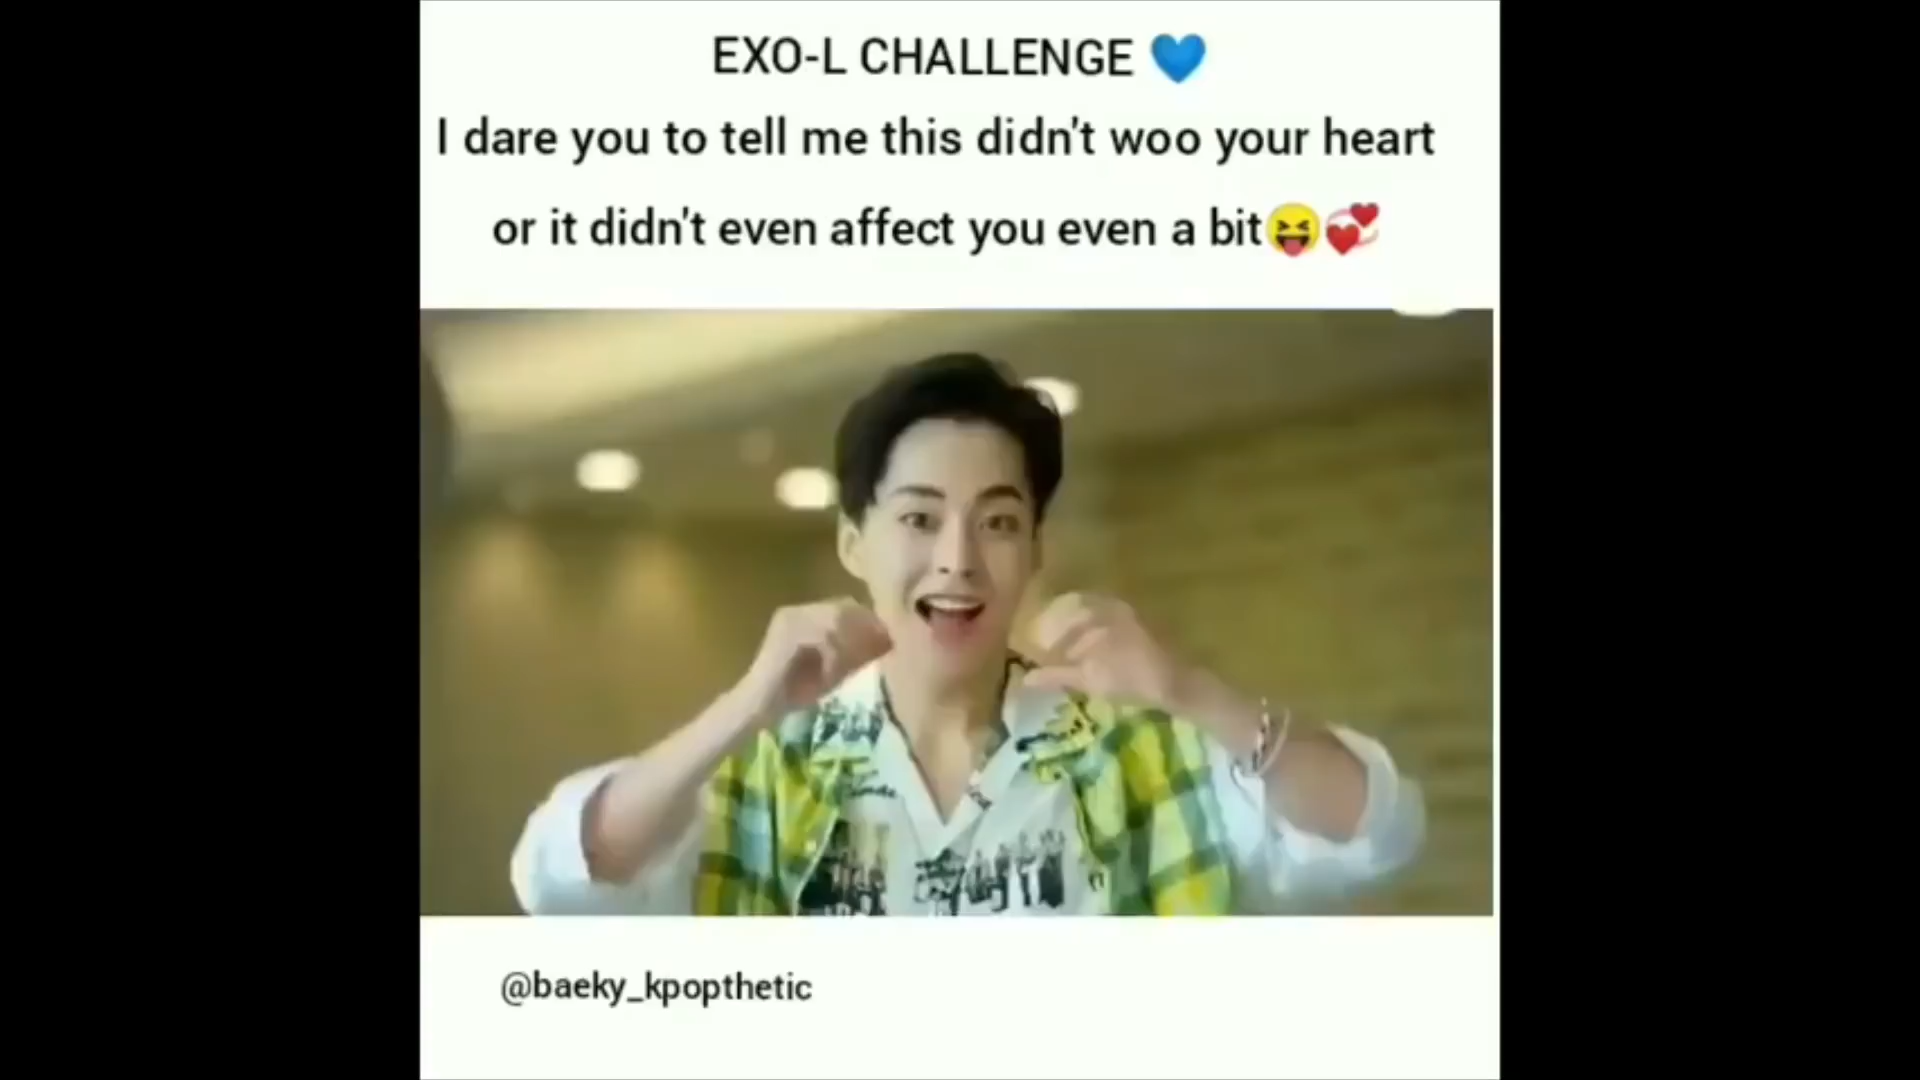 EXO-L CHALLENGE 💙
I dare you to tell me this didn't woo your heart
or it didn't even affect you even a bit😝💞
@baeky_kpopthetic